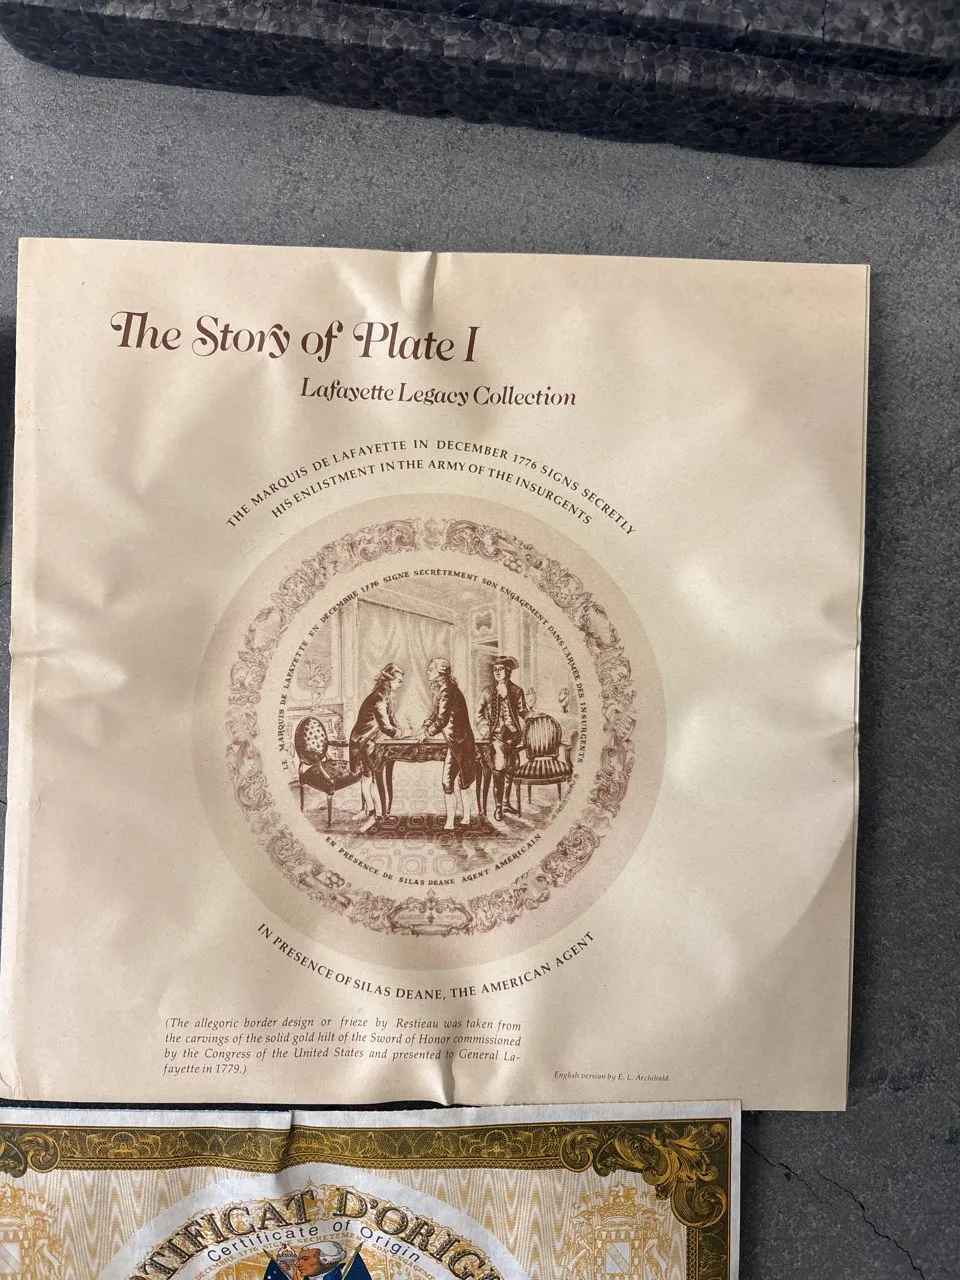 The Story of Plate I
Lafayette Legacy Collection
THE MARQUIS DE LAFAYETTE IN DECEMBER 1776 SIGNS SECRETLY
HIS ENLISTMENT IN THE ARMY OF THE INSURGENTS
LE MARQUIS DE LAFAYETTE EN DÉCEMBRE 1776 SIGNE SECRÈTEMENT SON ENGAGEMENT DANS L'ARMÉE DES INSURGENTS
EN PRESENCE DE SILAS DEANE AGENT AMÉRICAIN
IN PRESENCE OF SILAS DEANE, THE AMERICAN AGENT
(The allegoric border design or frieze by Restieau was taken from
the carvings of the solid gold hilt of the Sword of Honor commissioned
by the Congress of the United States and presented to General La-
fayette in 1779.)
English version by E. L. Archibald.
TIFICAT D'ORIG
Certificate of Origin